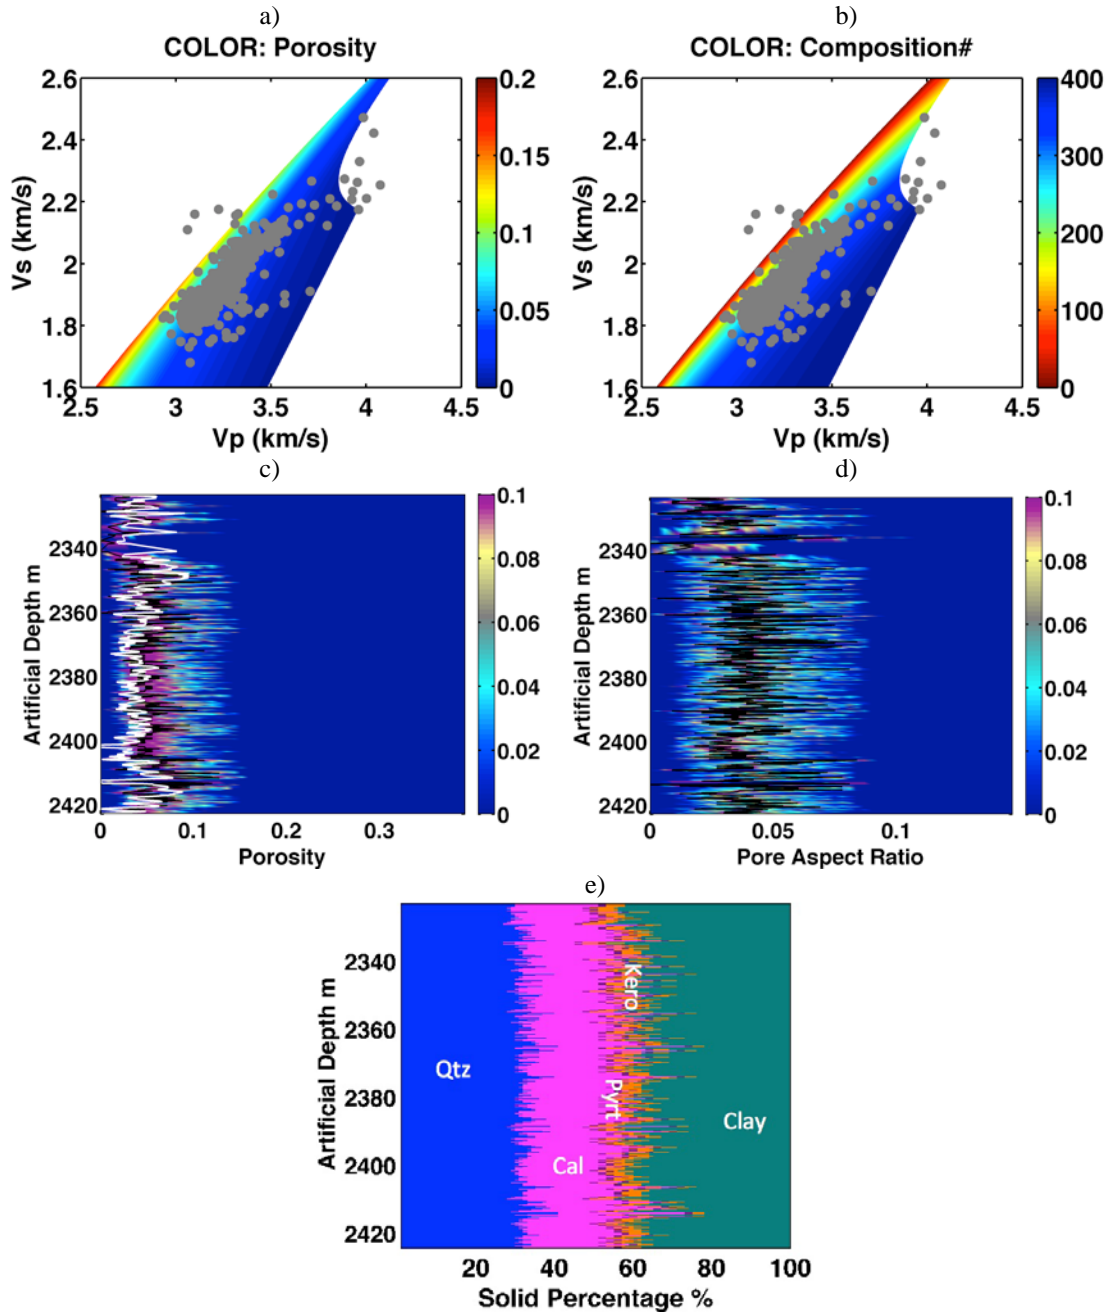 a)
COLOR: Porosity
Vs (km/s)
2.6
2.4
2.2
2
1.8
1.6
2.5 3 3.5 4 4.5
Vp (km/s)
0.2
0.15
0.1
0.05
0
b)
COLOR: Composition#
Vs (km/s)
2.6
2.4
2.2
2
1.8
1.6
2.5 3 3.5 4 4.5
Vp (km/s)
400
300
200
100
0
c)
Artificial Depth m
2340
2360
2380
2400
2420
0 0.1 0.2 0.3
Porosity
0.1
0.08
0.06
0.04
0.02
0
d)
Artificial Depth m
2340
2360
2380
2400
2420
0 0.05 0.1
Pore Aspect Ratio
0.1
0.08
0.06
0.04
0.02
0
e)
Artificial Depth m
2340
2360
2380
2400
2420
Qtz
Cal
Pyrt
Kero
Clay
20 40 60 80 100
Solid Percentage %